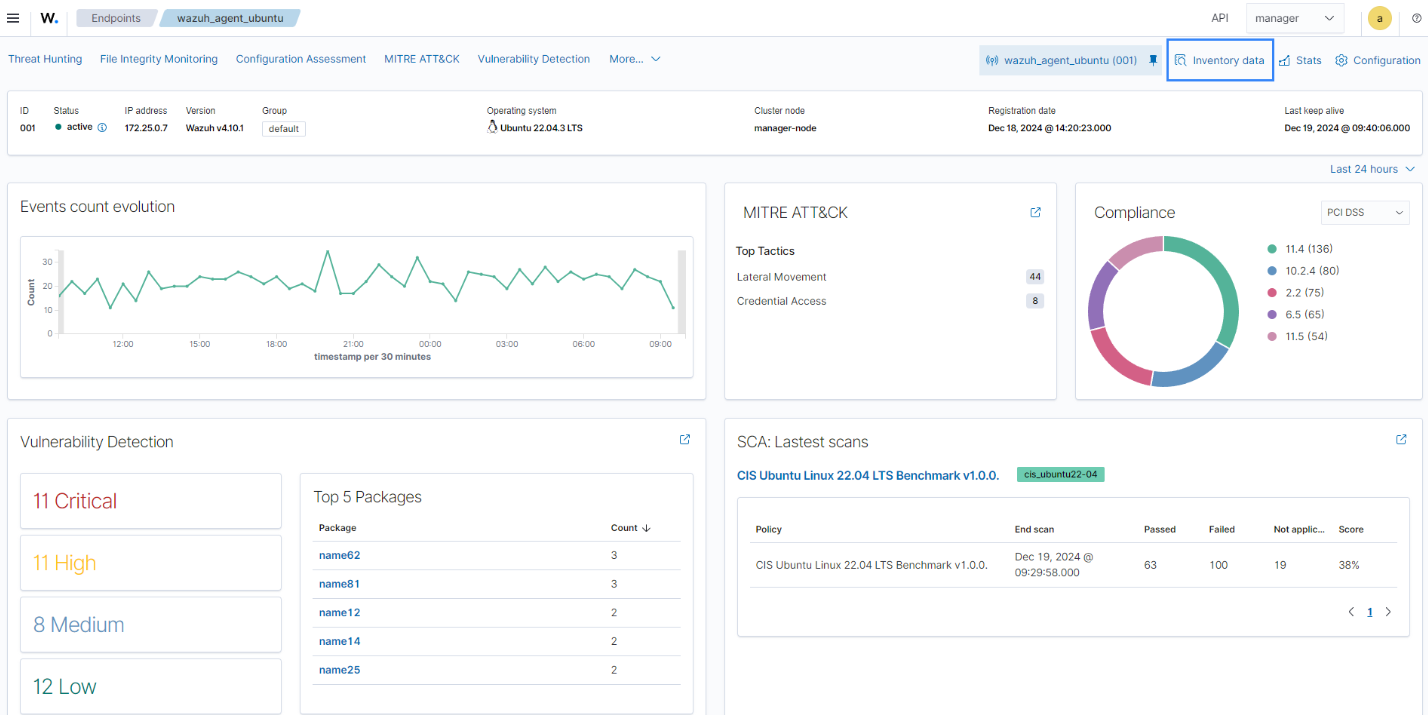 W. Endpoints wazuh_agent_ubuntu API manager a
Threat Hunting File Integrity Monitoring Configuration Assessment MITRE ATT&CK Vulnerability Detection More... wazuh_agent_ubuntu (001) Inventory data Stats Configuration
ID Status IP address Version Group Operating system Cluster node Registration date Last keep alive
001 active 172.25.0.7 Wazuh v4.10.1 default Ubuntu 22.04.3 LTS manager-node Dec 18, 2024 @ 14:20:23.000 Dec 19, 2024 @ 09:40:06.000
Last 24 hours
Events count evolution
Count
30
20
10
0
12:00 15:00 18:00 21:00 00:00 03:00 06:00 09:00
timestamp per 30 minutes
MITRE ATT&CK
Top Tactics
Lateral Movement 44
Credential Access 8
Compliance PCI DSS
11.4 (136)
10.2.4 (80)
2.2 (75)
6.5 (65)
11.5 (54)
Vulnerability Detection
11 Critical
11 High
8 Medium
12 Low
Top 5 Packages
Package Count
name62 3
name81 3
name12 2
name14 2
name25 2
SCA: Lastest scans
CIS Ubuntu Linux 22.04 LTS Benchmark v1.0.0. cis_ubuntu22-04
Policy End scan Passed Failed Not applic... Score
CIS Ubuntu Linux 22.04 LTS Benchmark v1.0.0. Dec 19, 2024 @ 63 100 19 38%
09:29:58.000
1